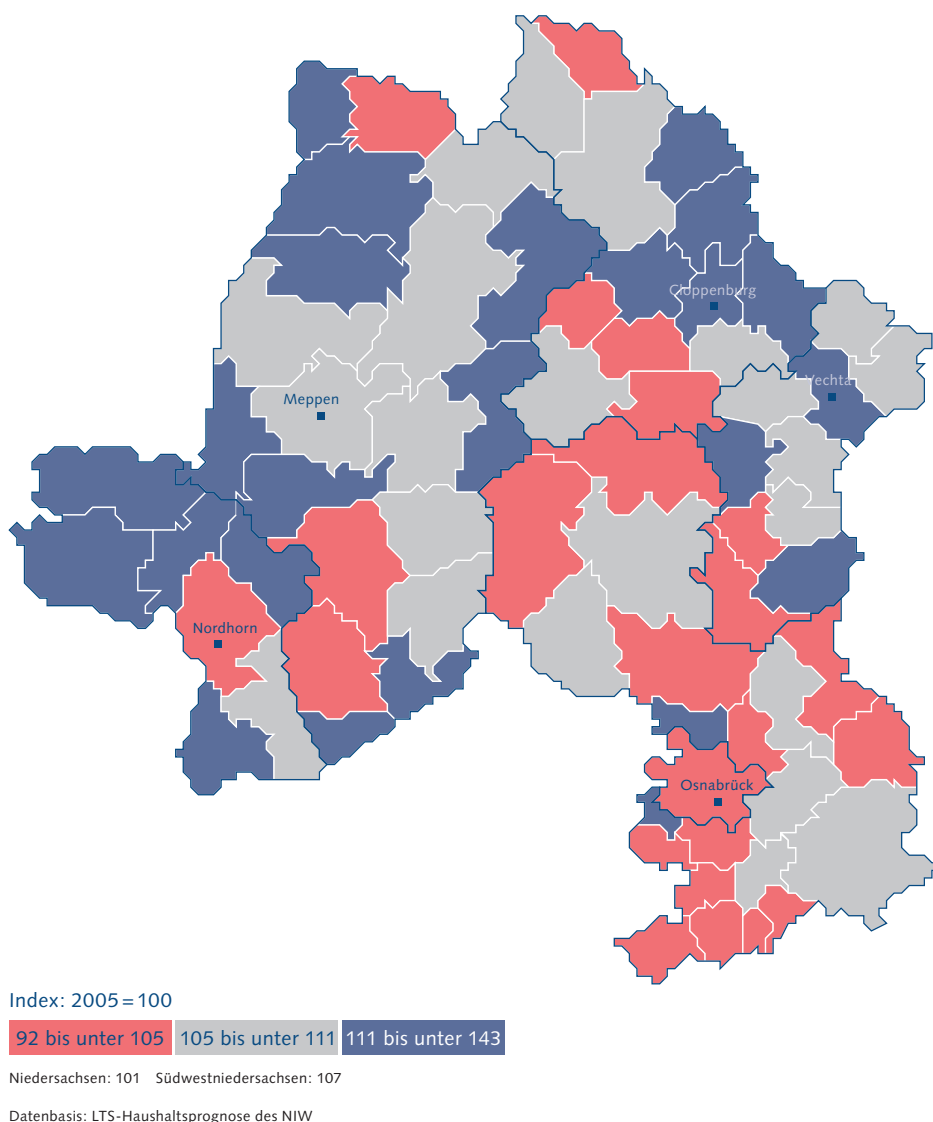 Cloppenburg
Vechta
Meppen
Nordhorn
Osnabrück
Index: 2005 = 100
92 bis unter 105 105 bis unter 111 111 bis unter 143
Niedersachsen: 101 Südwestniedersachsen: 107
Datenbasis: LTS-Haushaltsprognose des NIW